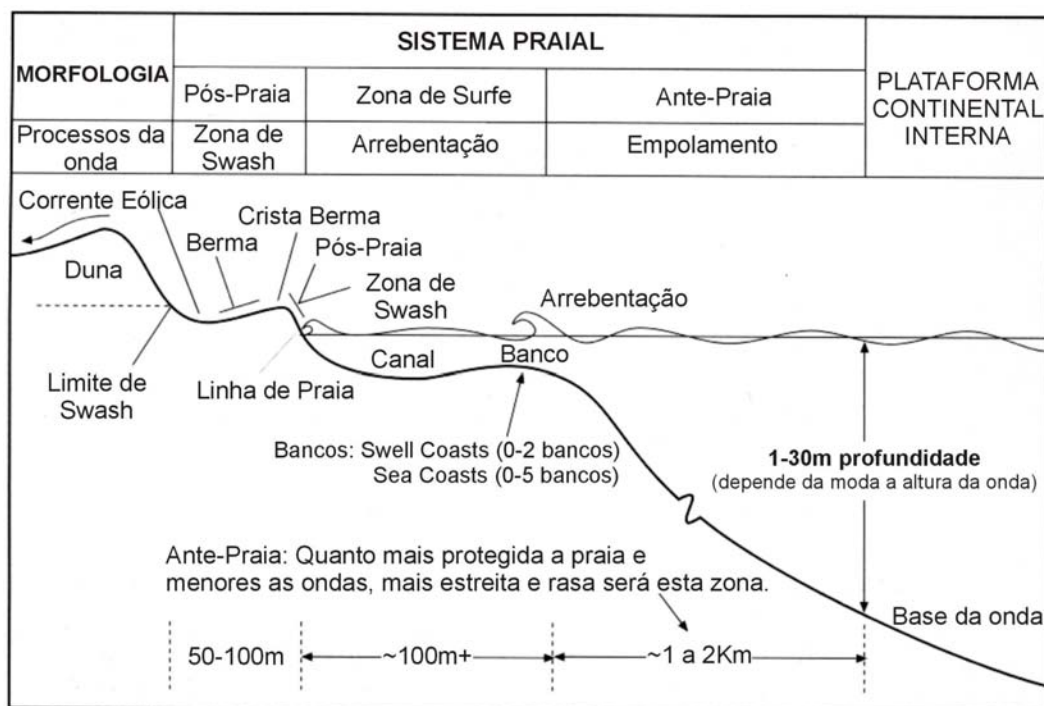 SISTEMA PRAIAL
MORFOLOGIA
Pós-Praia
Zona de Surfe
Ante-Praia
PLATAFORMA
CONTINENTAL
INTERNA
Processos da
onda
Zona de
Swash
Arrebentação
Empolamento
Corrente Eólica
Crista Berma
Berma
Pós-Praia
Duna
Zona de
Swash
Arrebentação
Canal
Banco
Limite de
Swash
Linha de Praia
Bancos: Swell Coasts (0-2 bancos)
Sea Coasts (0-5 bancos)
1-30m profundidade
(depende da moda a altura da onda)
Ante-Praia: Quanto mais protegida a praia e
menores as ondas, mais estreita e rasa será esta zona.
Base da onda
50-100m
~100m+
~1 a 2Km